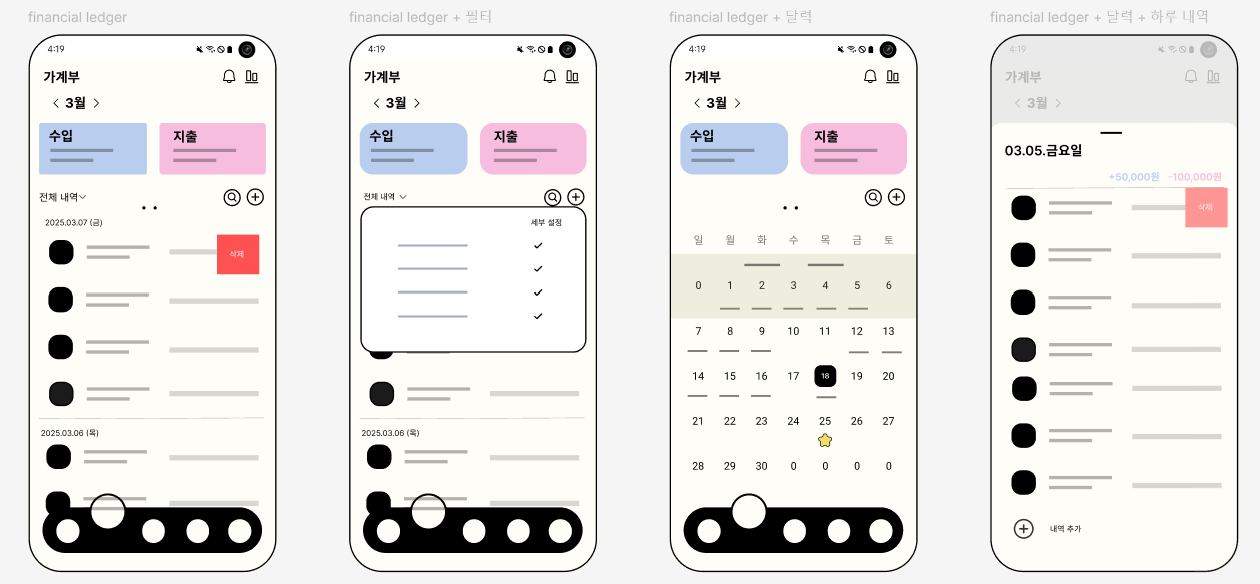 financial ledger
4:19
가계부
< 3월 >
수입
지출
전체 내역
2025.03.07 (금)
삭제
2025.03.06 (목)
financial ledger + 필터
4:19
가계부
< 3월 >
수입
지출
전체 내역
세부 설정
2025.03.06 (목)
financial ledger + 달력
4:19
가계부
< 3월 >
수입
지출
일 월 화 수 목 금 토
0 1 2 3 4 5 6
7 8 9 10 11 12 13
14 15 16 17 18 19 20
21 22 23 24 25 26 27
28 29 30 0 0 0 0
financial ledger + 달력 + 하루 내역
4:19
가계부
< 3월 >
03.05.금요일
+50,000원 -100,000원
삭제
내역 추가